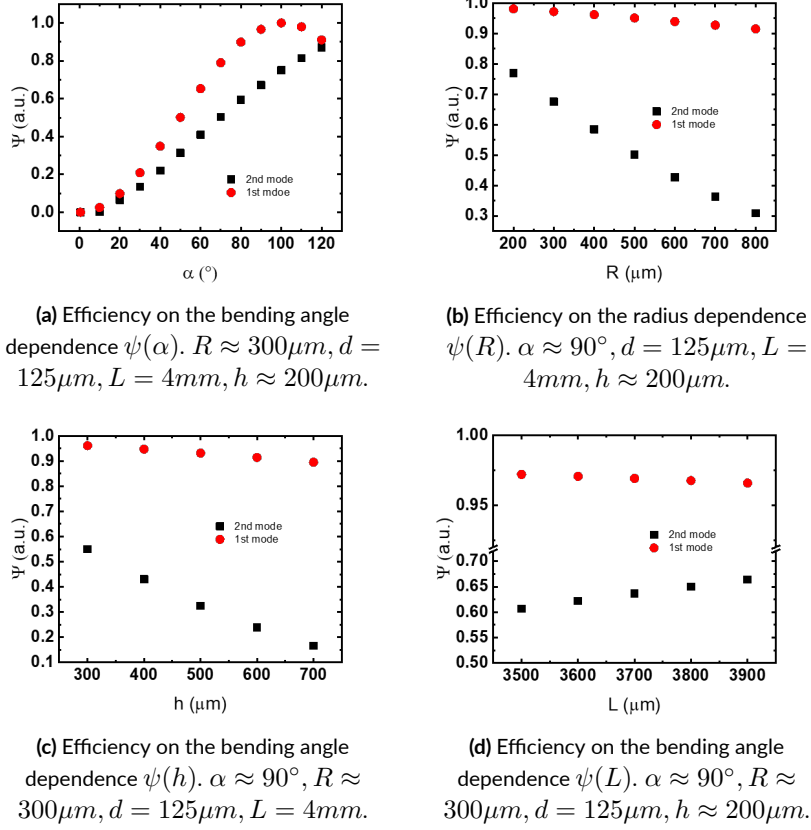 1.0
0.8
0.6
0.4
0.2
0.0
Ψ (a.u.)
2nd mode
1st mdoe
0 20 40 60 80 100 120
α (°)
(a) Efficiency on the bending angle
dependence ψ(α). R ≈ 300μm, d =
125μm, L = 4mm, h ≈ 200μm.
1.0
0.9
0.8
0.7
0.6
0.5
0.4
0.3
Ψ (a.u.)
2nd mode
1st mode
200 300 400 500 600 700 800
R (μm)
(b) Efficiency on the radius dependence
ψ(R). α ≈ 90°, d = 125μm, L =
4mm, h ≈ 200μm.
1.0
0.9
0.8
0.7
0.6
0.5
0.4
0.3
0.2
0.1
Ψ (a.u.)
2nd mode
1st mode
300 400 500 600 700
h (μm)
(c) Efficiency on the bending angle
dependence ψ(h). α ≈ 90°, R ≈
300μm, d = 125μm, L = 4mm.
1.00
0.95
0.70
0.65
0.60
0.55
0.50
Ψ (a.u.)
2nd mode
1st mode
3500 3600 3700 3800 3900
L (μm)
(d) Efficiency on the bending angle
dependence ψ(L). α ≈ 90°, R ≈
300μm, d = 125μm, h ≈ 200μm.